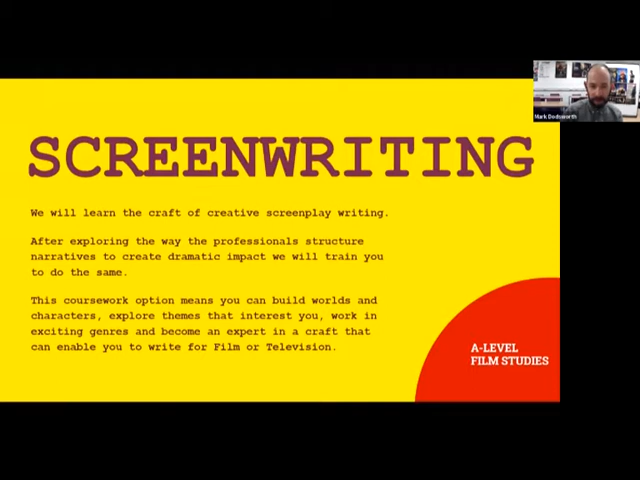 SCREENWRITING
We will learn the craft of creative screenplay writing.
After exploring the way the professionals structure
narratives to create dramatic impact we will train you
to do the same.
This coursework option means you can build worlds and
characters, explore themes that interest you, work in
exciting genres and become an expert in a craft that
can enable you to write for Film or Television.
A-LEVEL
FILM STUDIES
Mark Dodsworth